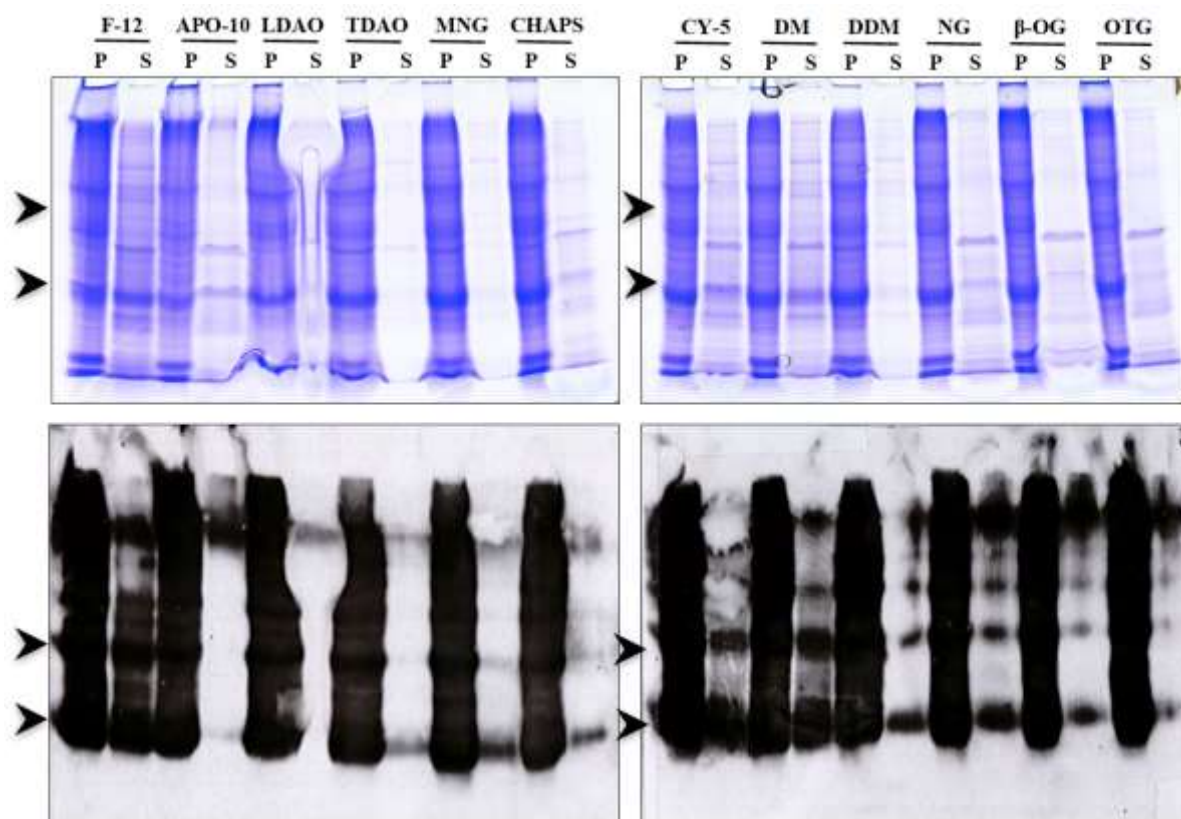 F-12 APO-10 LDAO TDAO MNG CHAPS
P S P S P S P S P S P S
CY-5 DM DDM NG β-OG OTG
P S P S P S P S P S P S